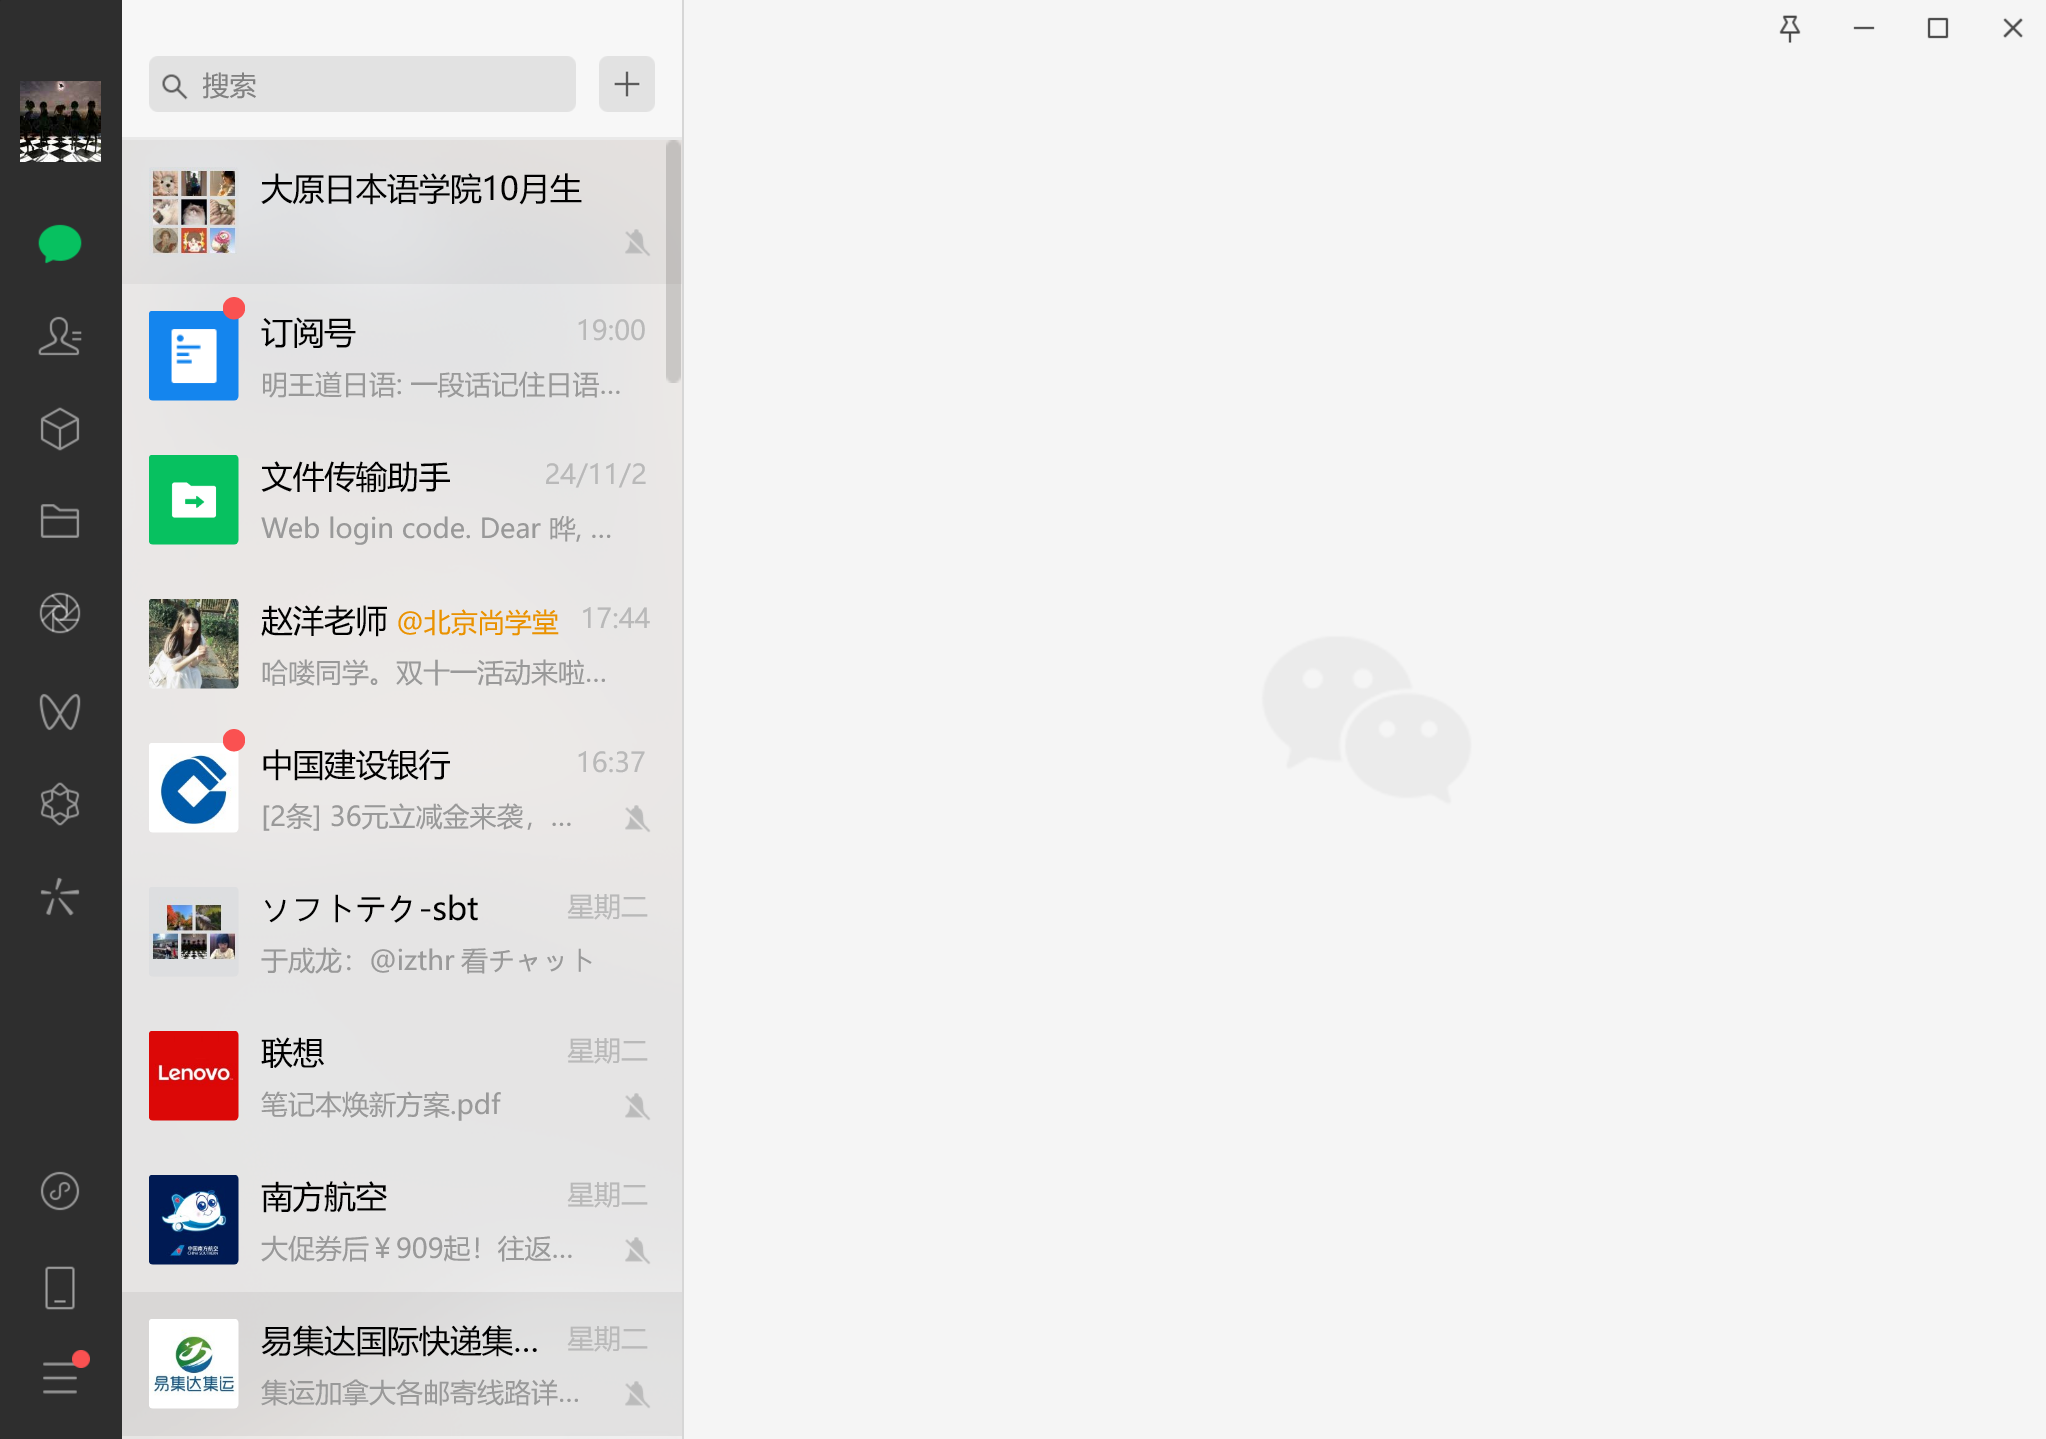 搜索
大原日本语学院10月生
订阅号
19:00
明王道日语: 一段话记住日语...
文件传输助手
24/11/2
Web login code. Dear 晔, ...
赵洋老师 @北京尚学堂
17:44
哈喽同学。双十一活动来啦...
中国建设银行
16:37
[2条] 36元立减金来袭，...
ソフトテク-sbt
星期二
于成龙：@izthr 看チャット
Lenovo
联想
星期二
笔记本焕新方案.pdf
南方航空
星期二
大促券后￥909起！往返...
中国南方航空
CHINA SOUTHERN
易集达国际快递集...
星期二
集运加拿大各邮寄线路详...
易集达集运